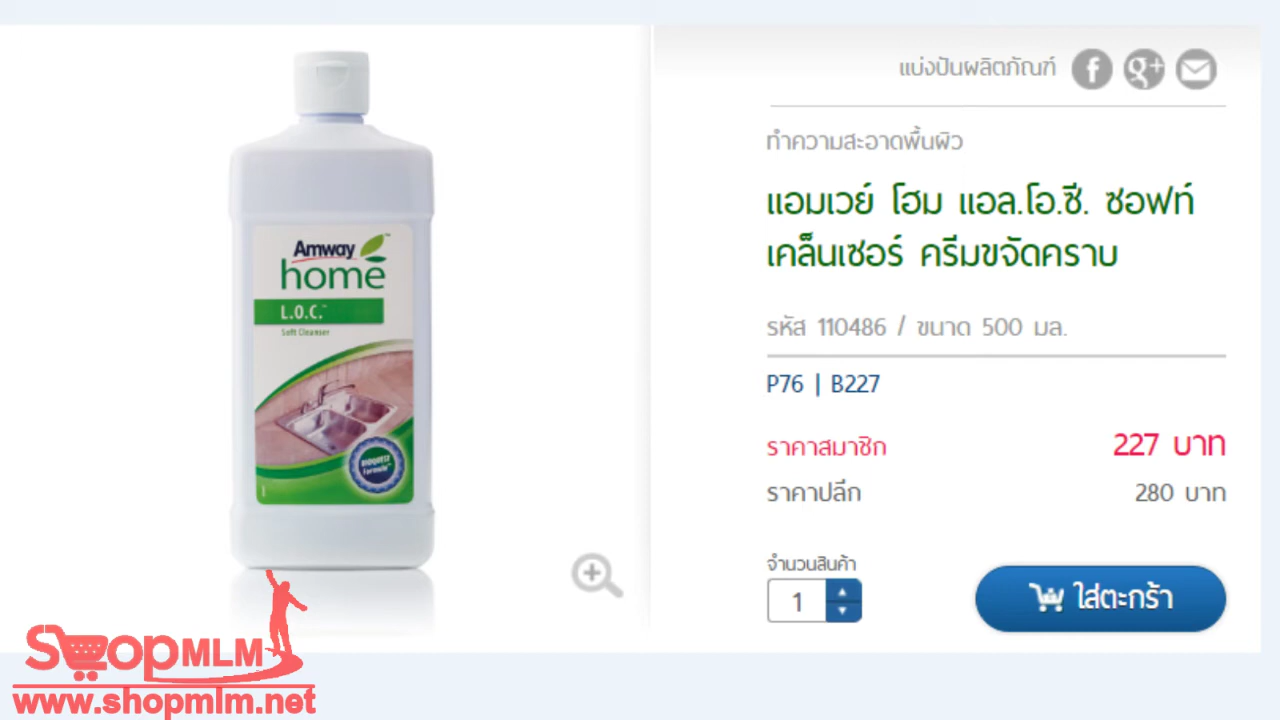 Amway
home
L.O.C.™
Soft Cleanser
BIOQUEST
Formula™
แบ่งปันผลิตภัณฑ์
ทำความสะอาดพื้นผิว
แอมเวย์ โฮม แอล.โอ.ซี. ซอฟท์
เคล็นเซอร์ ครีมขจัดคราบ
รหัส 110486 / ขนาด 500 มล.
P76 | B227
ราคาสมาชิก 227 บาท
ราคาปลีก 280 บาท
จำนวนสินค้า
1
ใส่ตะกร้า
SHOPMLM
www.shopmlm.net